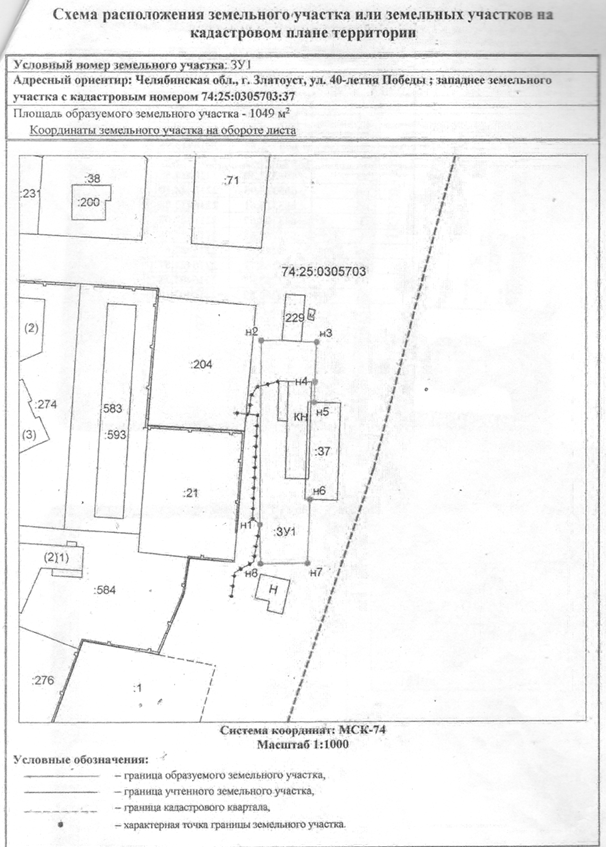 Схема расположения земельного участка или земельных участков на
кадастровом плане территории
Условный номер земельного участка: ЗУ1
Адресный ориентир: Челябинская обл., г. Златоуст, ул. 40-летия Победы ; западнее земельного
участка с кадастровым номером 74:25:0305703:37
Площадь образуемого земельного участка - 1049 м²
Координаты земельного участка на обороте листа
:38
:71
:231
:200
74:25:0305703
229
н2
н3
(2)
:204
н4
:274
583
КН
н5
:593
(3)
:37
:21
н6
н1
:ЗУ1
(2)(1)
н8
н7
:584
Н
:276
:1
Система координат: МСК-74
Масштаб 1:1000
Условные обозначения:
– граница образуемого земельного участка,
– граница учтенного земельного участка,
– граница кадастрового квартала,
– характерная точка границы земельного участка.